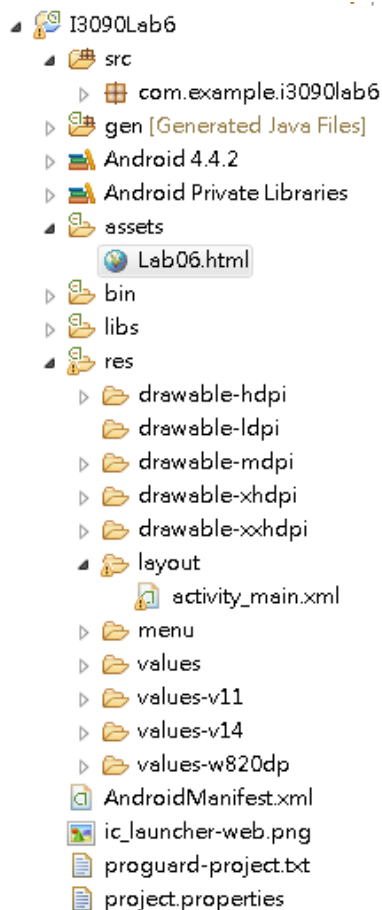 I3090Lab6
src
com.example.i3090lab6
gen [Generated Java Files]
Android 4.4.2
Android Private Libraries
assets
Lab06.html
bin
libs
res
drawable-hdpi
drawable-ldpi
drawable-mdpi
drawable-xhdpi
drawable-xxhdpi
layout
activity_main.xml
menu
values
values-v11
values-v14
values-w820dp
AndroidManifest.xml
ic_launcher-web.png
proguard-project.txt
project.properties